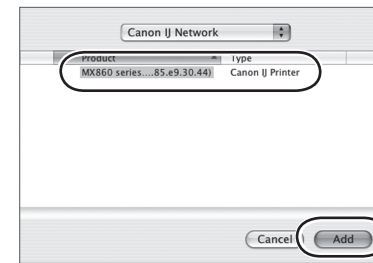 Canon IJ Network
Product Type
MX860 series....85.e9.30.44) Canon IJ Printer
Cancel Add